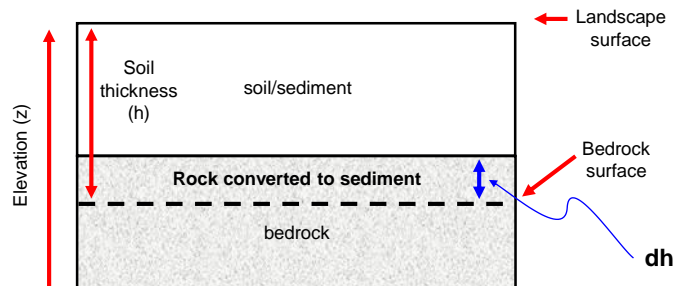 Landscape
surface
Soil
thickness
(h)
soil/sediment
Elevation (z)
Bedrock
surface
Rock converted to sediment
bedrock
dh